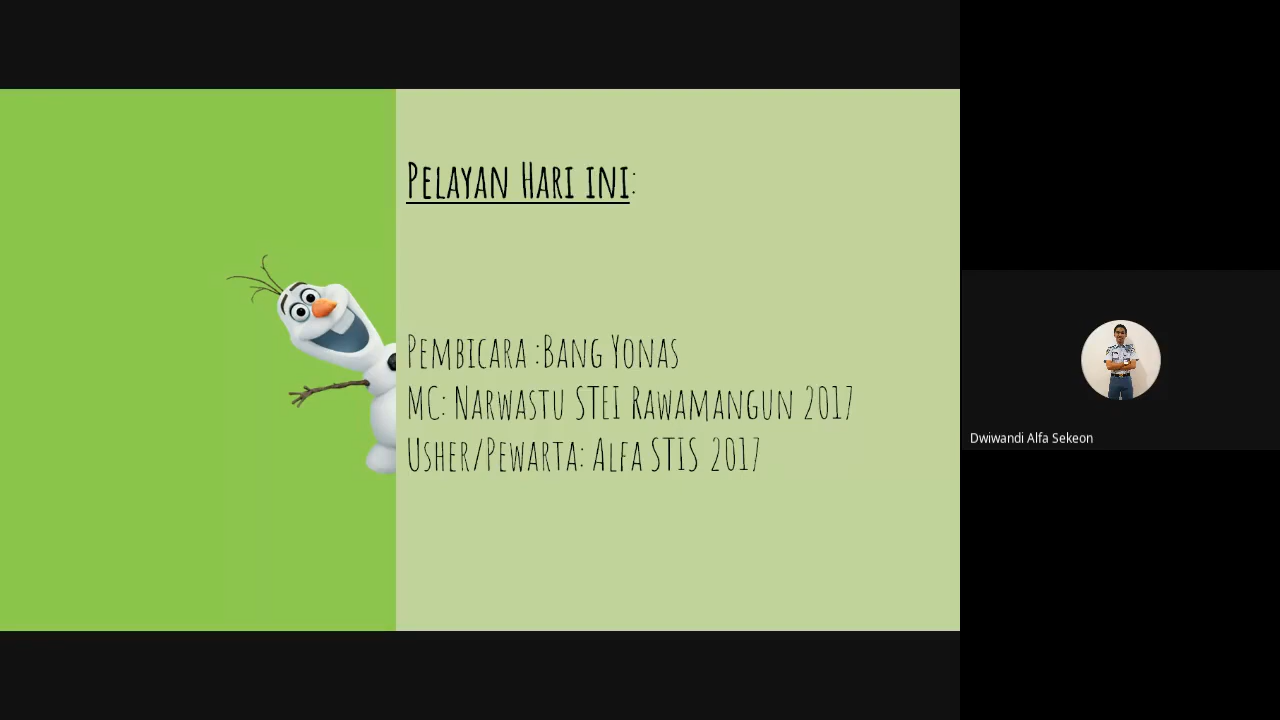 Pelayan Hari ini:
Pembicara :Bang Yonas
MC: Narwastu STEI Rawamangun 2017
Usher/Pewarta: Alfa STIS 2017
Dwiwandi Alfa Sekeon